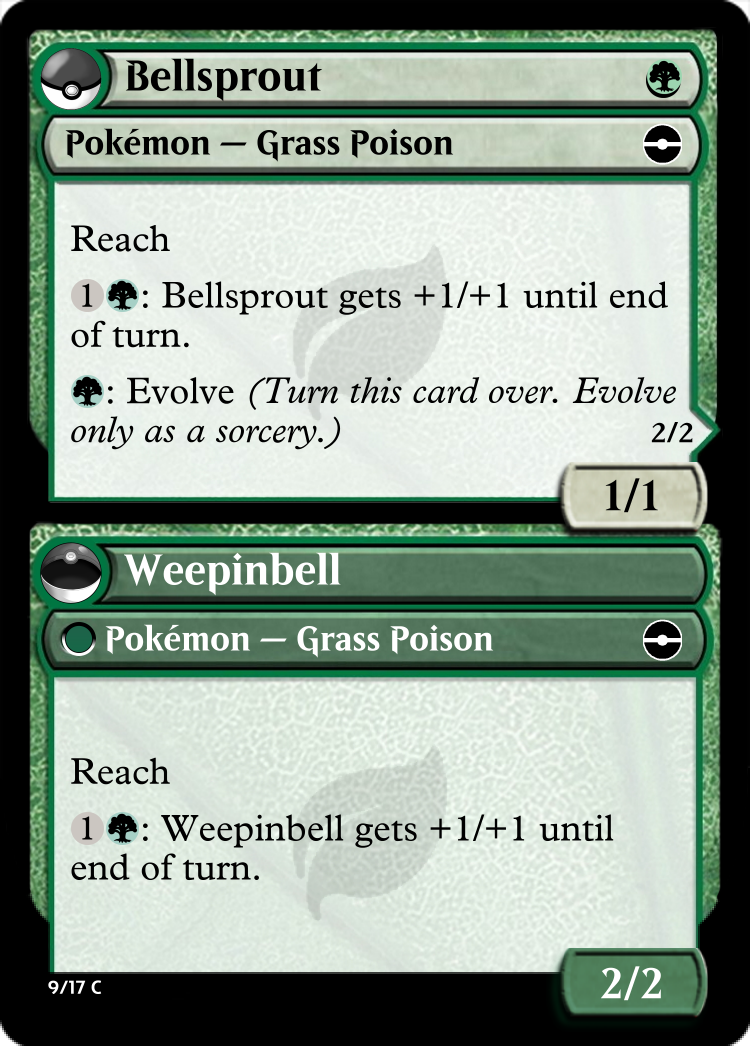 Bellsprout
Pokémon — Grass Poison
Reach
1: Bellsprout gets +1/+1 until end
of turn.
: Evolve (Turn this card over. Evolve
only as a sorcery.)
2/2
1/1
Weepinbell
Pokémon — Grass Poison
Reach
1: Weepinbell gets +1/+1 until
end of turn.
9/17 C
2/2